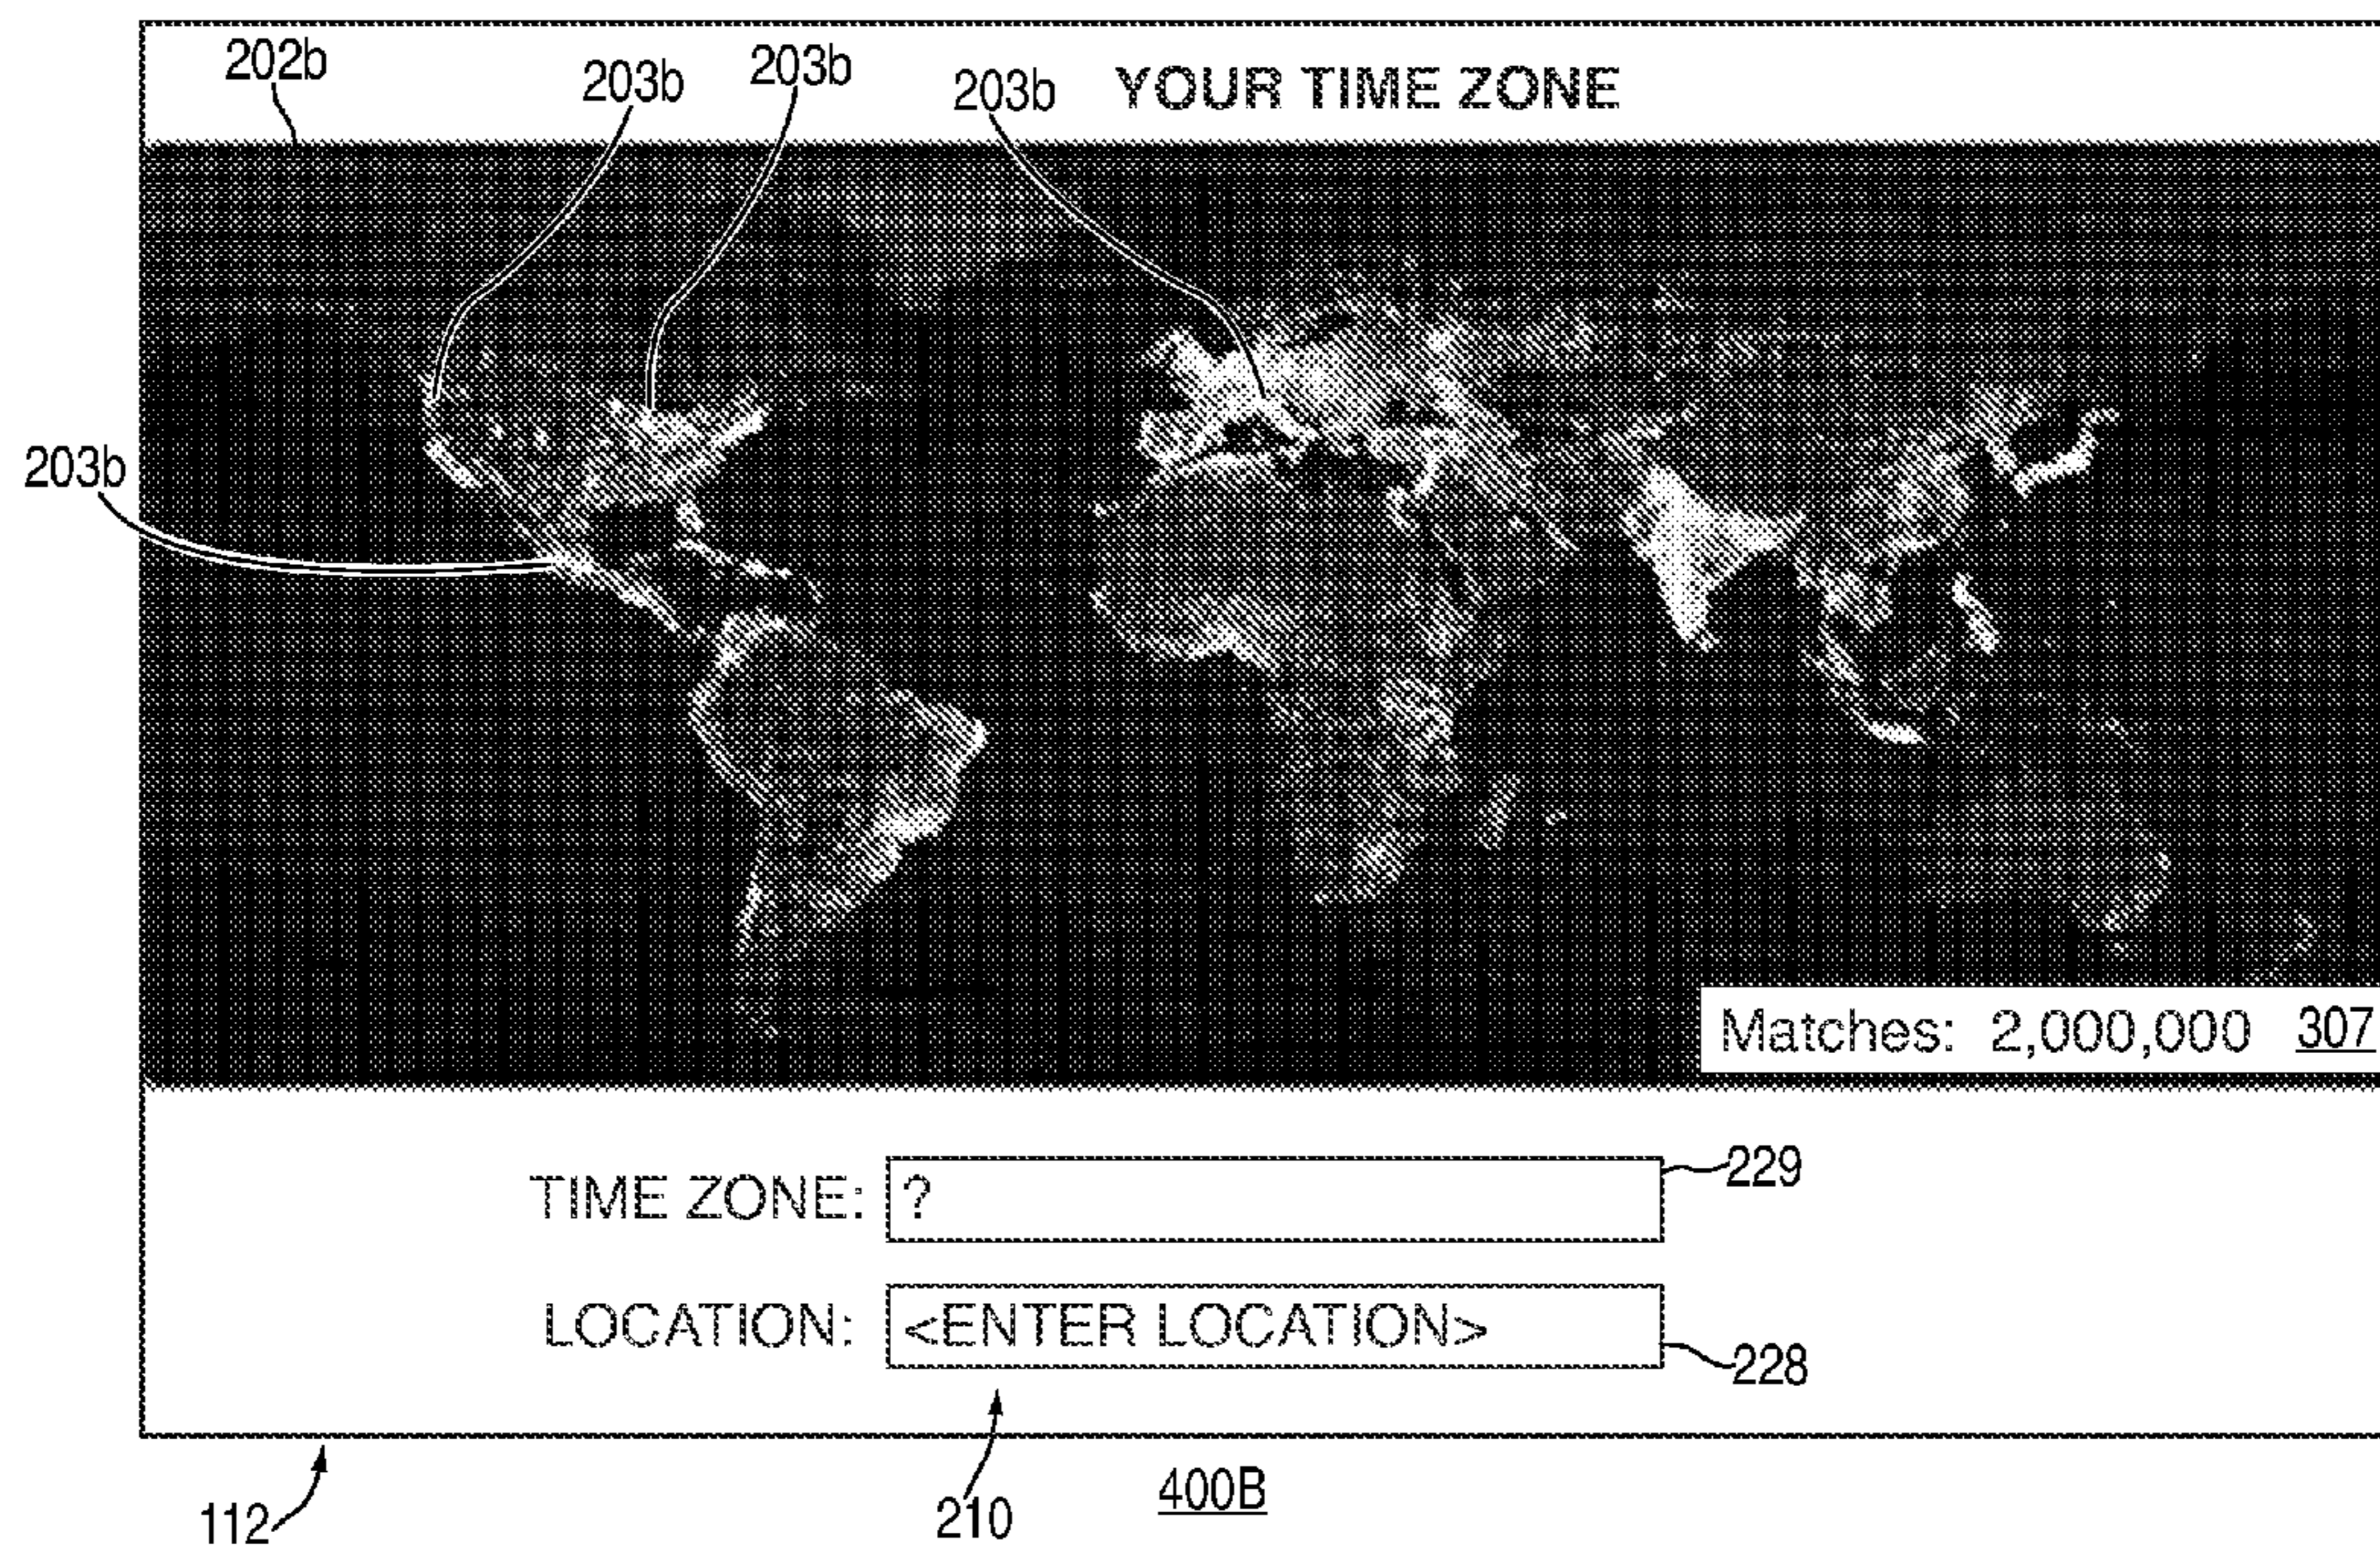 202b
203b
203b
203b
YOUR TIME ZONE
203b
Matches: 2,000,000 307
TIME ZONE: ?
229
LOCATION: <ENTER LOCATION>
228
112
210
400B